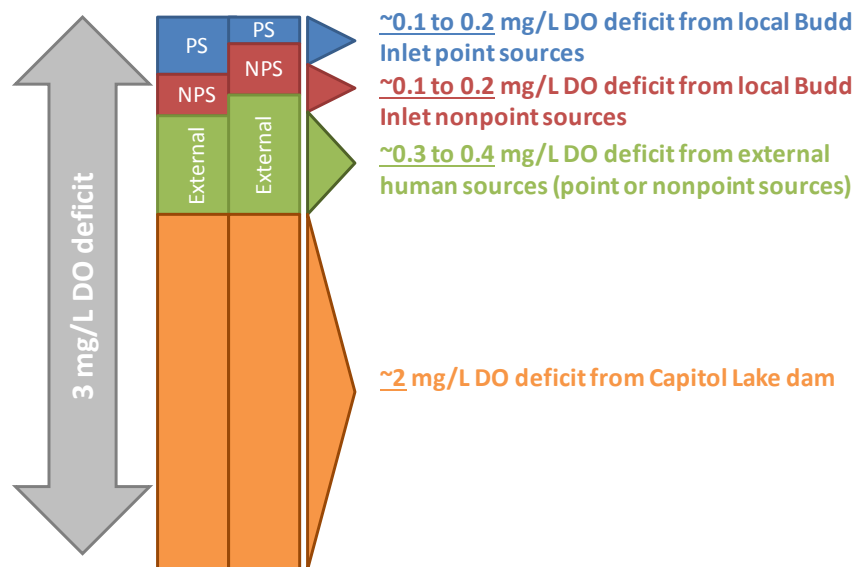 3 mg/L DO deficit
PS
NPS
External
PS
NPS
External
~0.1 to 0.2 mg/L DO deficit from local Budd
Inlet point sources
~0.1 to 0.2 mg/L DO deficit from local Budd
Inlet nonpoint sources
~0.3 to 0.4 mg/L DO deficit from external
human sources (point or nonpoint sources)
~2 mg/L DO deficit from Capitol Lake dam